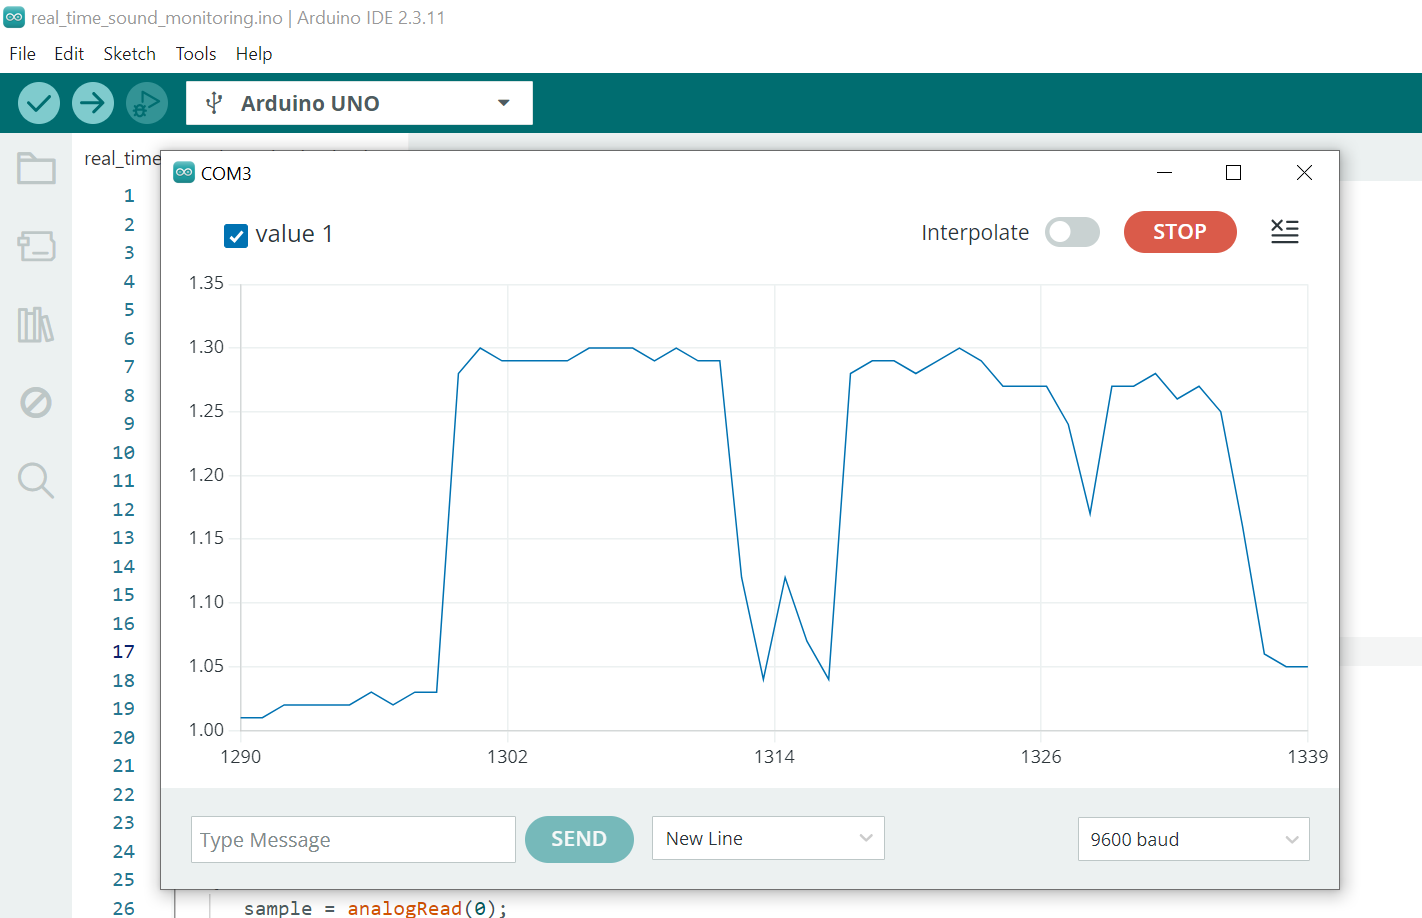 real_time_sound_monitoring.ino | Arduino IDE 2.3.11
File Edit Sketch Tools Help
Arduino UNO
real_time
COM3
value 1
Interpolate
STOP
1.35
1.30
1.25
1.20
1.15
1.10
1.05
1.00
1290 1302 1314 1326 1339
Type Message
SEND
New Line
9600 baud
1
2
3
4
5
6
7
8
9
10
11
12
13
14
15
16
17
18
19
20
21
22
23
24
25
26 sample = analogRead(0);